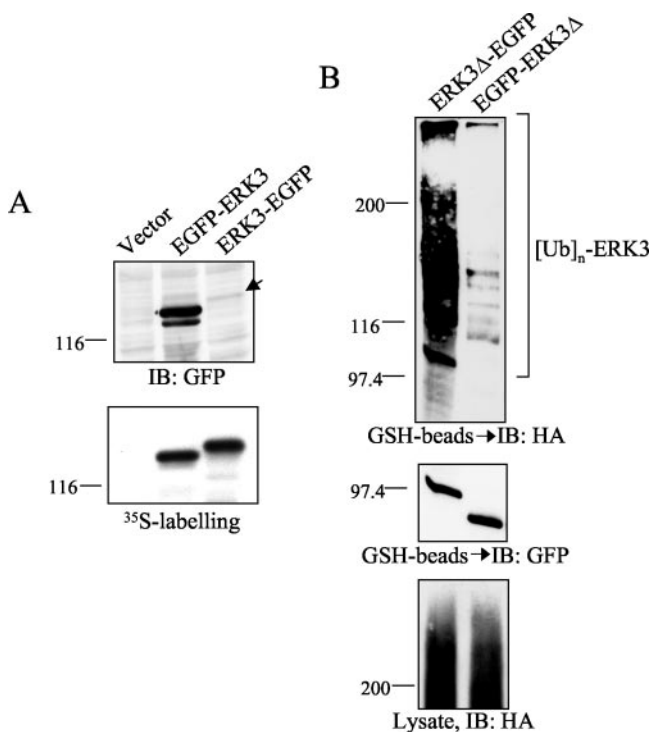 A
Vector
EGFP-ERK3
ERK3-EGFP
116
IB: GFP
116
³⁵S-labelling
B
ERK3Δ-EGFP
EGFP-ERK3Δ
200
116
97.4
[Ub]ₙ-ERK3
GSH-beads→IB: HA
97.4
GSH-beads→IB: GFP
200
Lysate, IB: HA